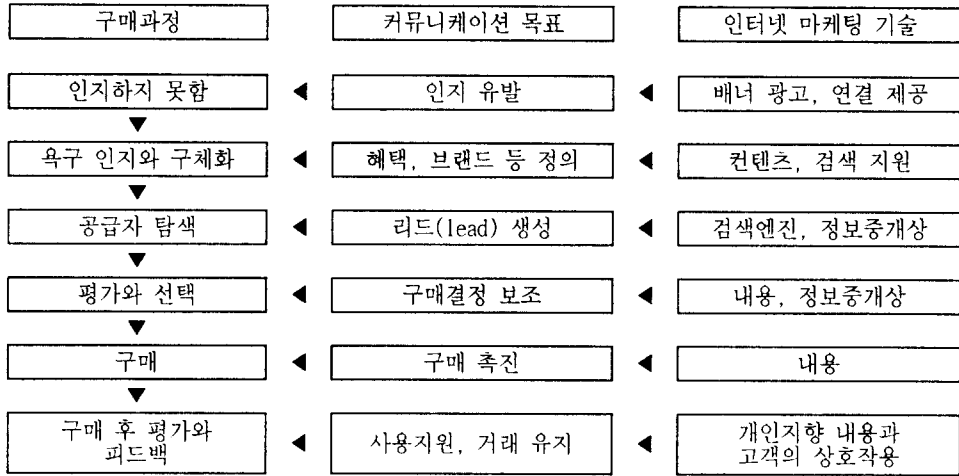 구매과정 커뮤니케이션 목표 인터넷 마케팅 기술
인지하지 못함 인지 유발 배너 광고, 연결 제공
욕구 인지와 구체화 혜택, 브랜드 등 정의 컨텐츠, 검색 지원
공급자 탐색 리드(lead) 생성 검색엔진, 정보중개상
평가와 선택 구매결정 보조 내용, 정보중개상
구매 구매 촉진 내용
구매 후 평가와
피드백
사용지원, 거래 유지
개인지향 내용과
고객의 상호작용